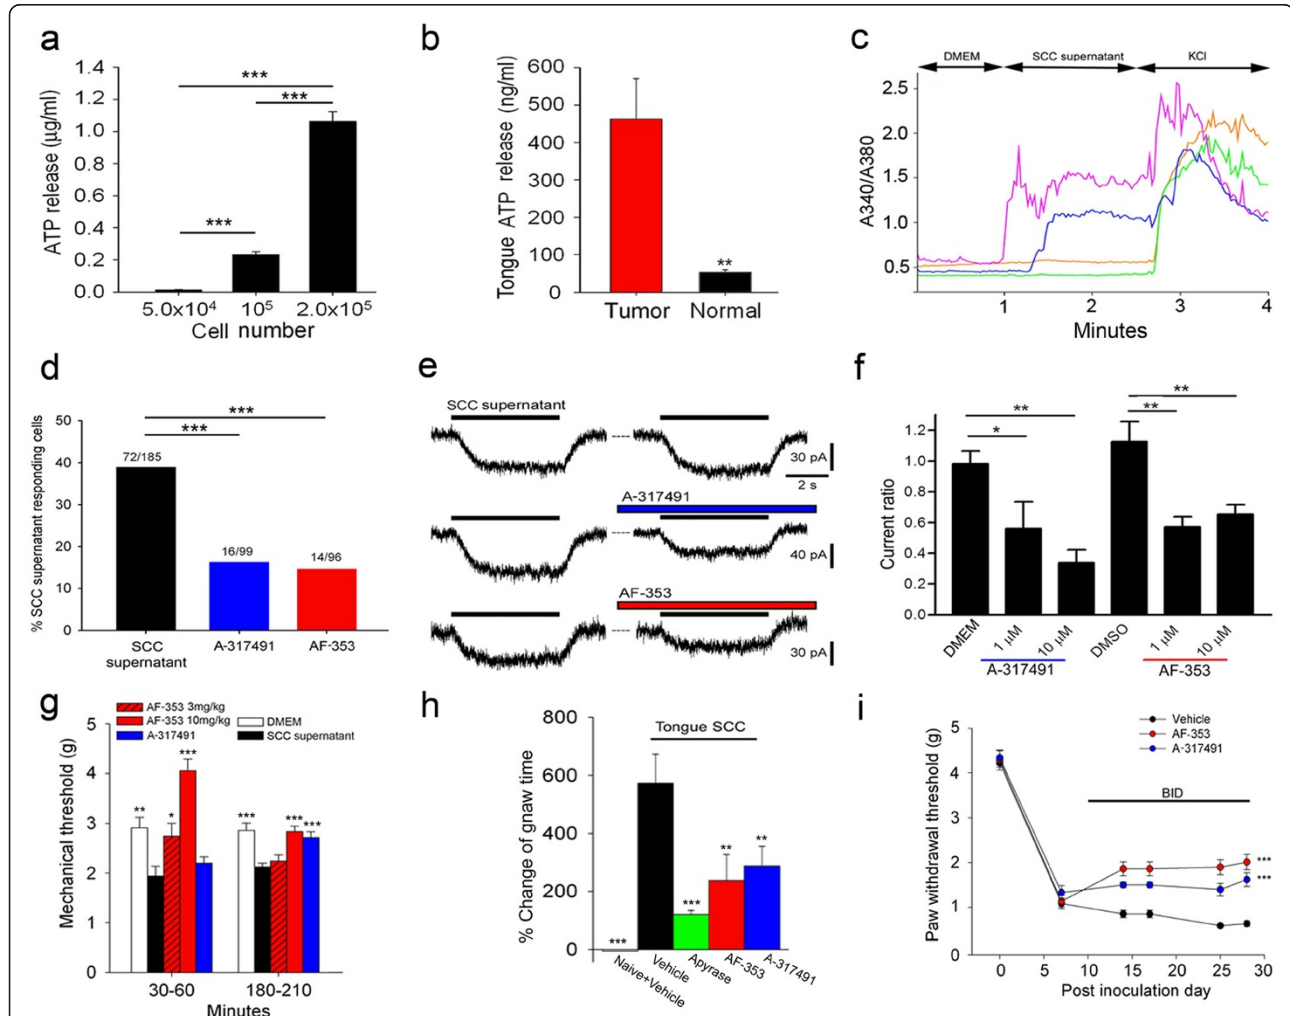 a
ATP release (µg/ml)
1.4
1.2
1.0
0.8
0.6
0.4
0.2
0.0
***
***
***
5.0x10⁴ 10⁵ 2.0x10⁵
Cell number
b
Tongue ATP release (ng/ml)
600
500
400
300
200
100
0
**
Tumor Normal
c
DMEM SCC supernatant KCl
A340/A380
2.5
2.0
1.5
1.0
0.5
1 2 3 4
Minutes
d
% SCC supernatant responding cells
50
40
30
20
10
0
***
***
72/185
16/99
14/96
SCC supernatant A-317491 AF-353
e
SCC supernatant
30 pA
2 s
A-317491
40 pA
AF-353
30 pA
f
Current ratio
1.2
1.0
0.8
0.6
0.4
0.2
0.0
**
*
**
**
DMEM 1 µM 10 µM DMSO 1 µM 10 µM
A-317491 AF-353
g
AF-353 3mg/kg
AF-353 10mg/kg
A-317491
DMEM
SCC supernatant
Mechanical threshold (g)
5
4
3
2
1
0
**
*
***
***
***
***
30-60 180-210
Minutes
h
% Change of gnaw time
800
600
400
200
0
Tongue SCC
***
***
**
**
Naive+Vehicle Vehicle Apyrase AF-353 A-317491
i
Vehicle
AF-353
A-317491
Paw withdrawal threshold (g)
5
4
3
2
1
0
BID
***
***
0 5 10 15 20 25 30
Post inoculation day